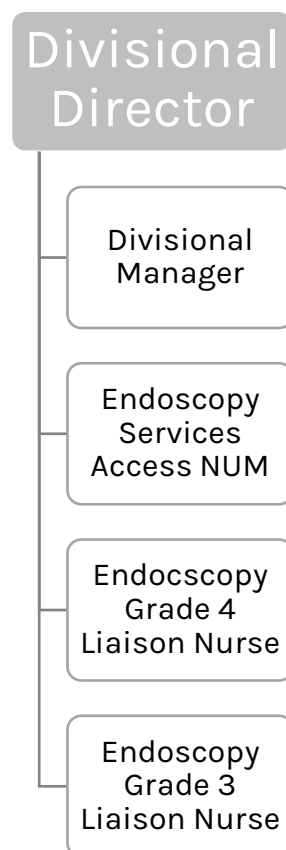 Divisional
Director
Divisional
Manager
Endoscopy
Services
Access NUM
Endocscopy
Grade 4
Liaison Nurse
Endoscopy
Grade 3
Liaison Nurse